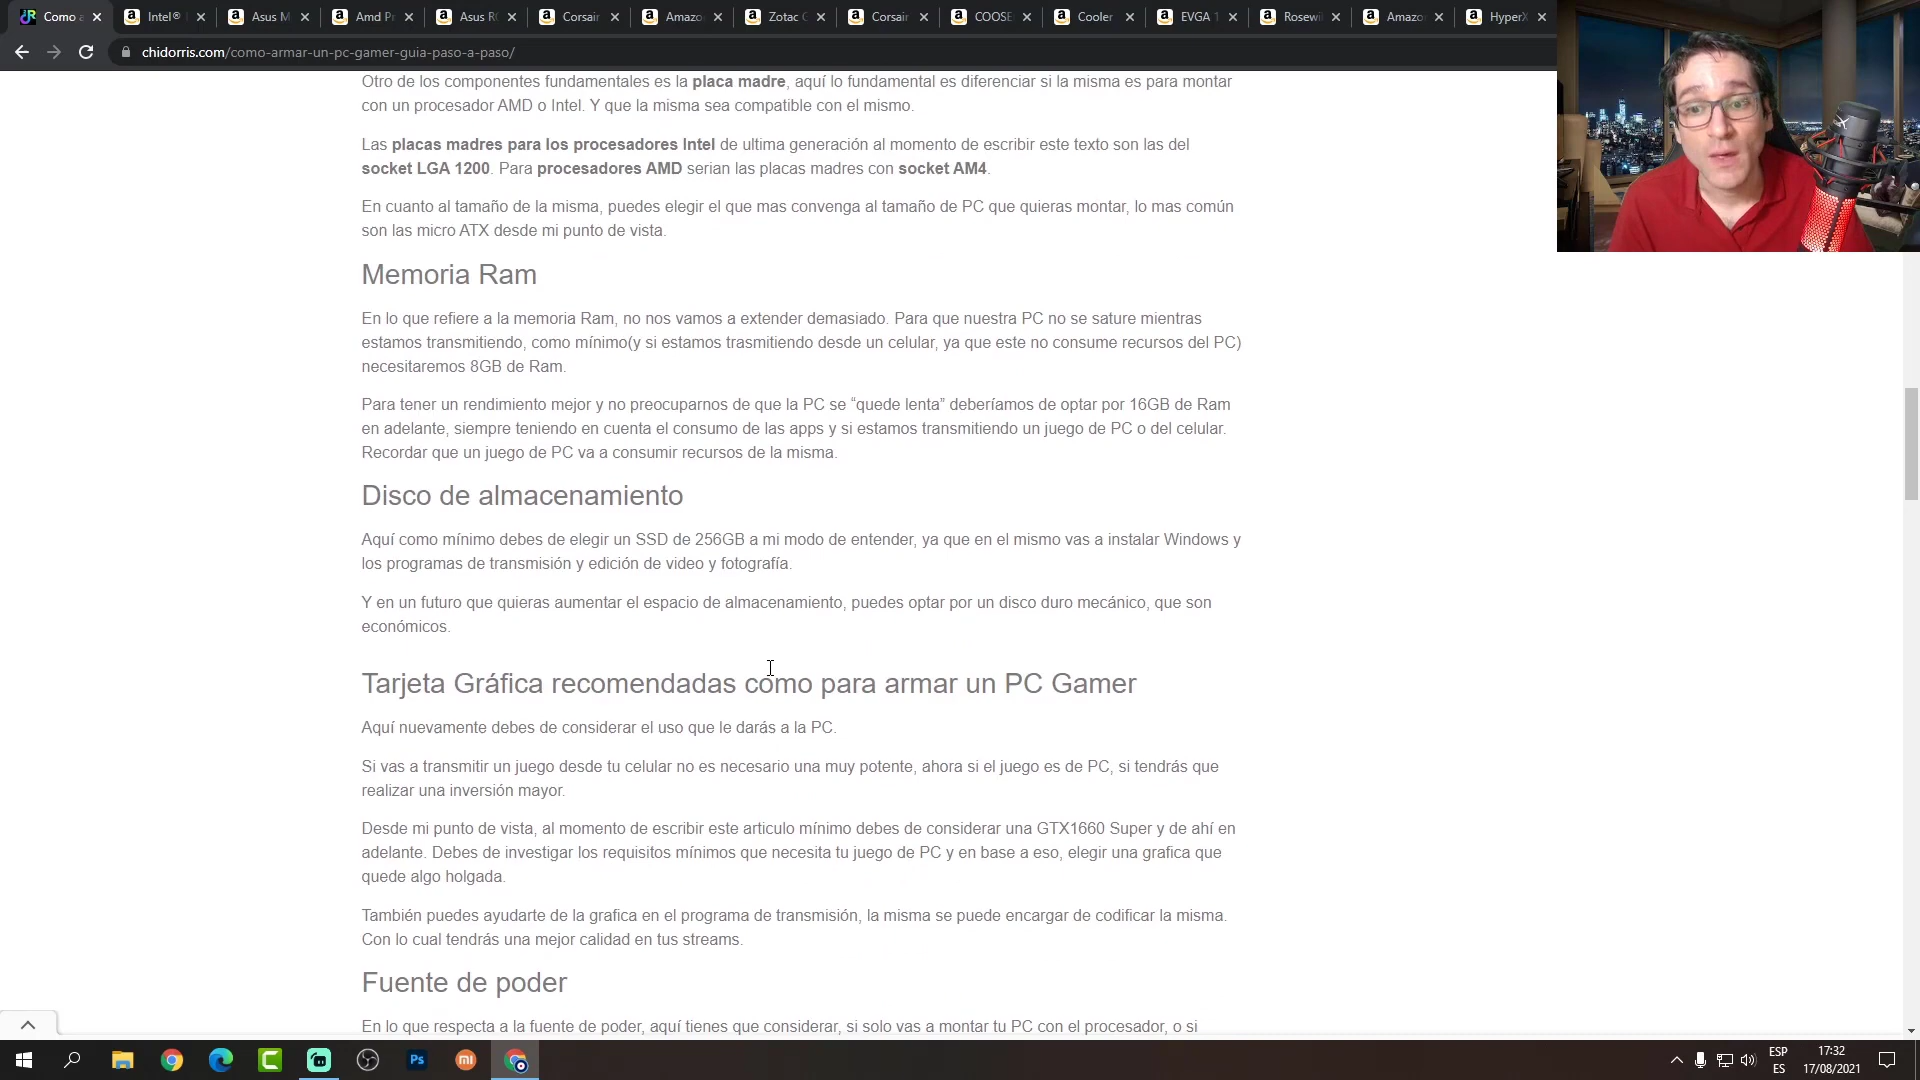 Como a
Intel®
Asus M
Amd Pr
Asus RO
Corsair
Amazo
Zotac G
Corsair
COOSE
Cooler
EVGA 1
Rosewi
Amazo
HyperX
chidorris.com/como-armar-un-pc-gamer-guia-paso-a-paso/
Otro de los componentes fundamentales es la placa madre, aquí lo fundamental es diferenciar si la misma es para montar
con un procesador AMD o Intel. Y que la misma sea compatible con el mismo.
Las placas madres para los procesadores Intel de ultima generación al momento de escribir este texto son las del
socket LGA 1200. Para procesadores AMD serian las placas madres con socket AM4.
En cuanto al tamaño de la misma, puedes elegir el que mas convenga al tamaño de PC que quieras montar, lo mas común
son las micro ATX desde mi punto de vista.
Memoria Ram
En lo que refiere a la memoria Ram, no nos vamos a extender demasiado. Para que nuestra PC no se sature mientras
estamos transmitiendo, como mínimo(y si estamos trasmitiendo desde un celular, ya que este no consume recursos del PC)
necesitaremos 8GB de Ram.
Para tener un rendimiento mejor y no preocuparnos de que la PC se “quede lenta” deberíamos de optar por 16GB de Ram
en adelante, siempre teniendo en cuenta el consumo de las apps y si estamos transmitiendo un juego de PC o del celular.
Recordar que un juego de PC va a consumir recursos de la misma.
Disco de almacenamiento
Aquí como mínimo debes de elegir un SSD de 256GB a mi modo de entender, ya que en el mismo vas a instalar Windows y
los programas de transmisión y edición de video y fotografía.
Y en un futuro que quieras aumentar el espacio de almacenamiento, puedes optar por un disco duro mecánico, que son
económicos.
Tarjeta Gráfica recomendadas como para armar un PC Gamer
Aquí nuevamente debes de considerar el uso que le darás a la PC.
Si vas a transmitir un juego desde tu celular no es necesario una muy potente, ahora si el juego es de PC, si tendrás que
realizar una inversión mayor.
Desde mi punto de vista, al momento de escribir este articulo mínimo debes de considerar una GTX1660 Super y de ahí en
adelante. Debes de investigar los requisitos mínimos que necesita tu juego de PC y en base a eso, elegir una grafica que
quede algo holgada.
También puedes ayudarte de la grafica en el programa de transmisión, la misma se puede encargar de codificar la misma.
Con lo cual tendrás una mejor calidad en tus streams.
Fuente de poder
En lo que respecta a la fuente de poder, aquí tienes que considerar, si solo vas a montar tu PC con el procesador, o si
Ps
mi
ESP
ES
17:32
17/08/2021